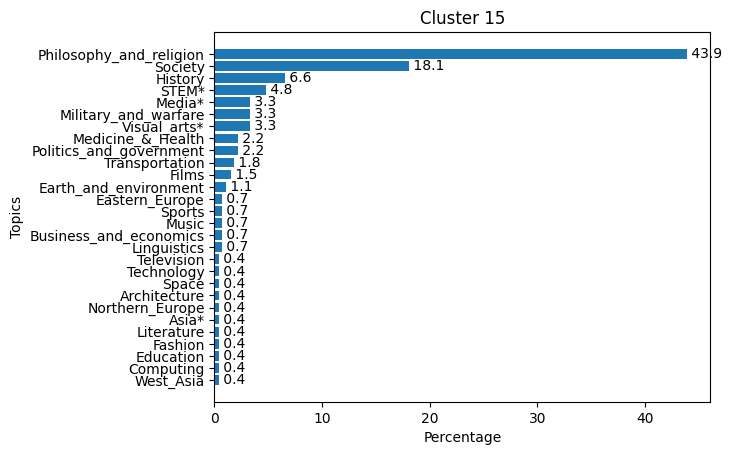 Cluster 15
Philosophy_and_religion 43.9
Society 18.1
History 6.6
STEM* 4.8
Media* 3.3
Military_and_warfare 3.3
Visual_arts* 3.3
Medicine_&_Health 2.2
Politics_and_government 2.2
Transportation 1.8
Films 1.5
Earth_and_environment 1.1
Eastern_Europe 0.7
Sports 0.7
Music 0.7
Business_and_economics 0.7
Linguistics 0.7
Television 0.4
Technology 0.4
Space 0.4
Architecture 0.4
Northern_Europe 0.4
Asia* 0.4
Literature 0.4
Fashion 0.4
Education 0.4
Computing 0.4
West_Asia 0.4
Topics
0 10 20 30 40
Percentage